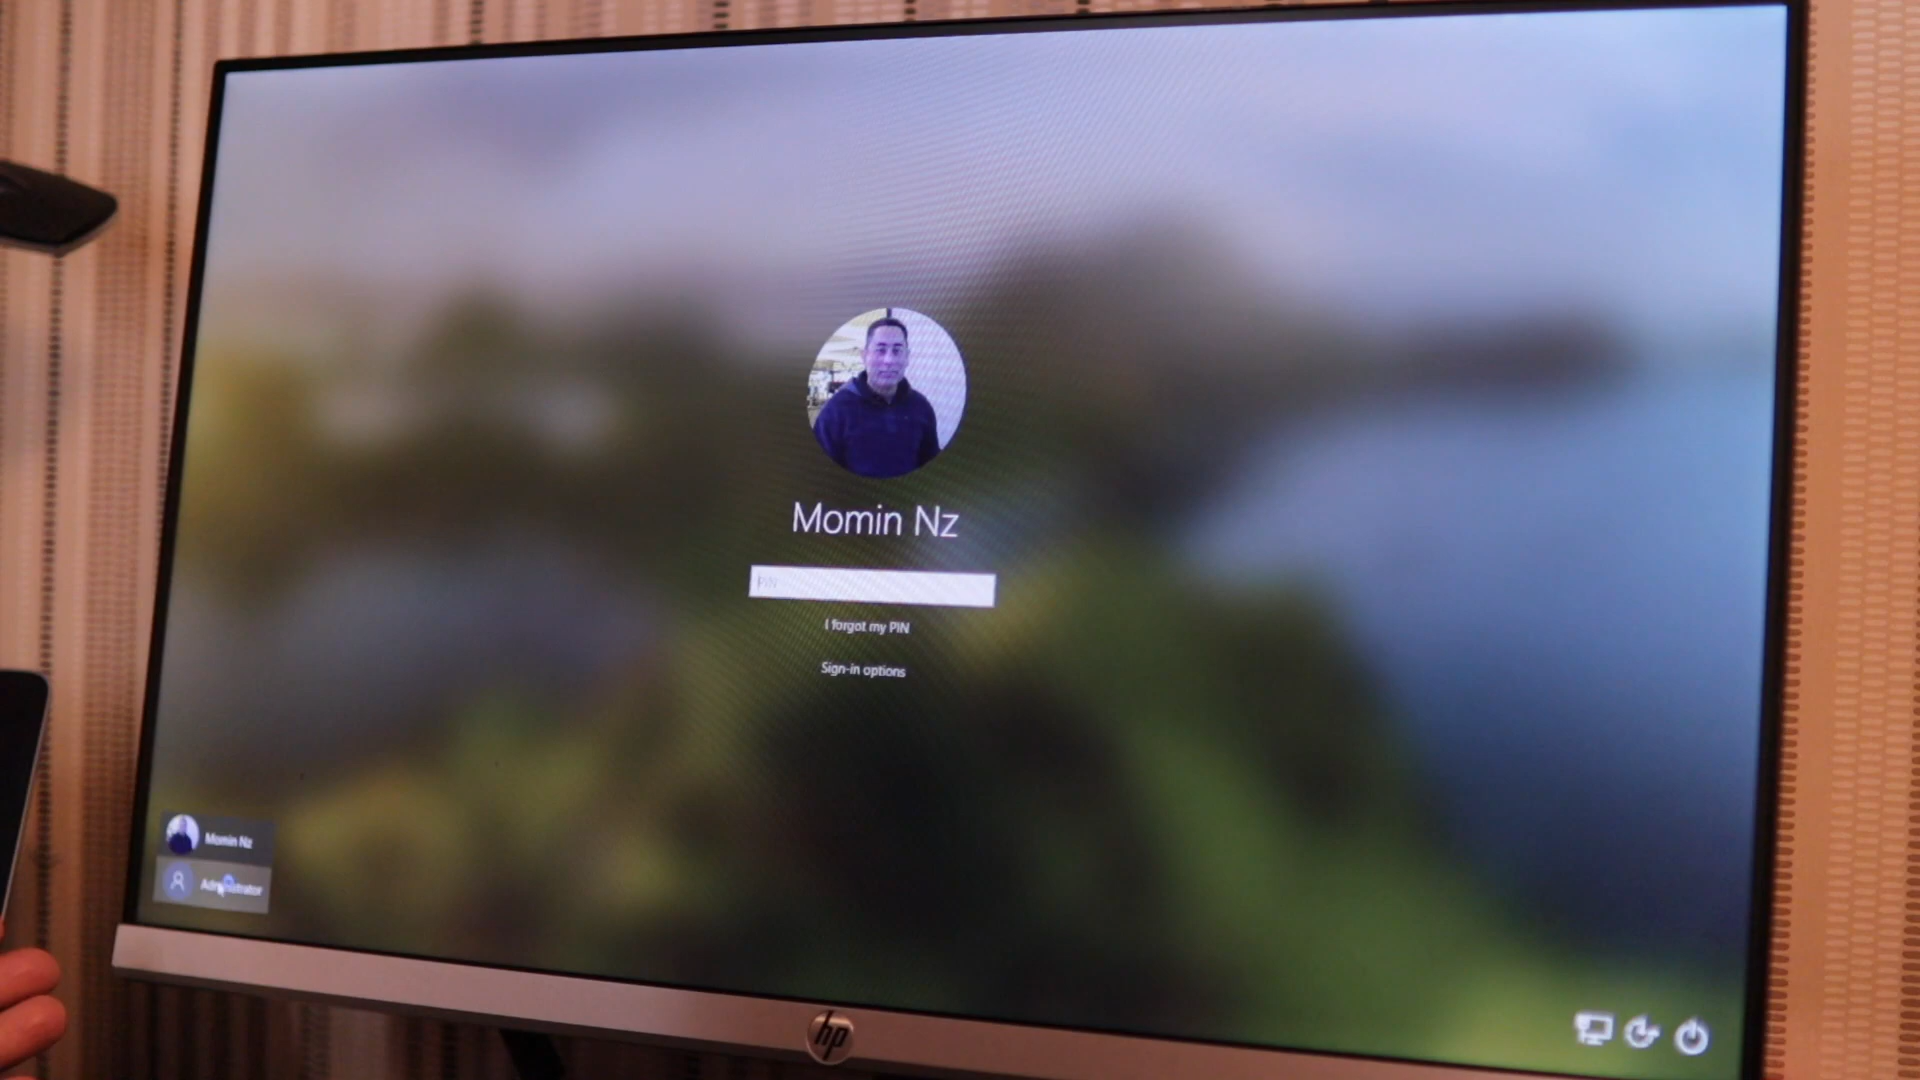 Momin Nz
PIN
I forgot my PIN
Sign-in options
Momin Nz
Administrator
hp